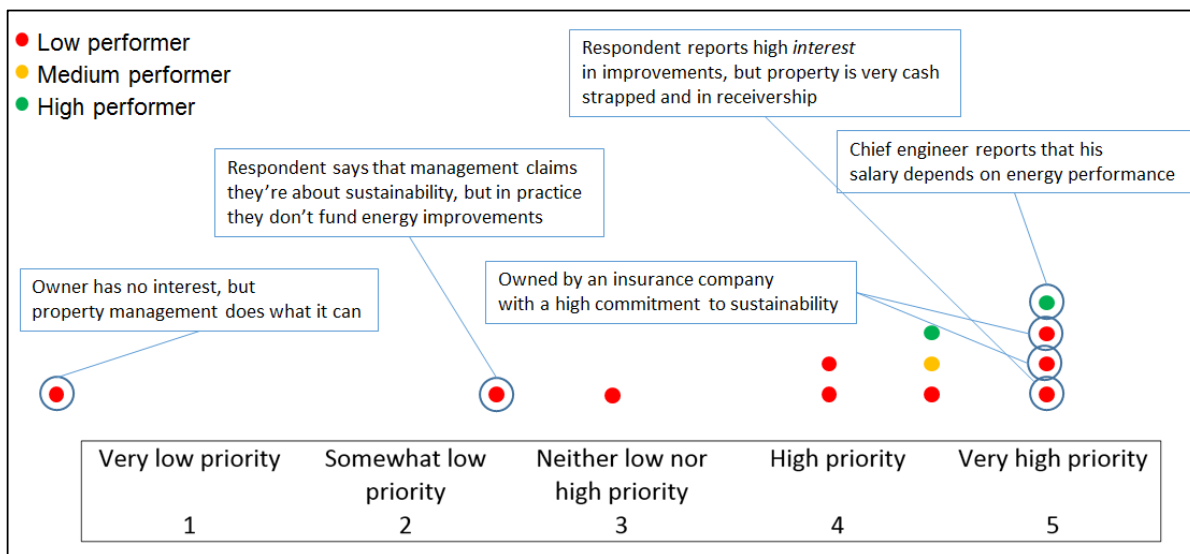 Low performer
Medium performer
High performer
Respondent reports high interest
in improvements, but property is very cash
strapped and in receivership
Chief engineer reports that his
salary depends on energy performance
Respondent says that management claims
they’re about sustainability, but in practice
they don’t fund energy improvements
Owner has no interest, but
property management does what it can
Owned by an insurance company
with a high commitment to sustainability
Very low priority
1
Somewhat low
priority
2
Neither low nor
high priority
3
High priority
4
Very high priority
5